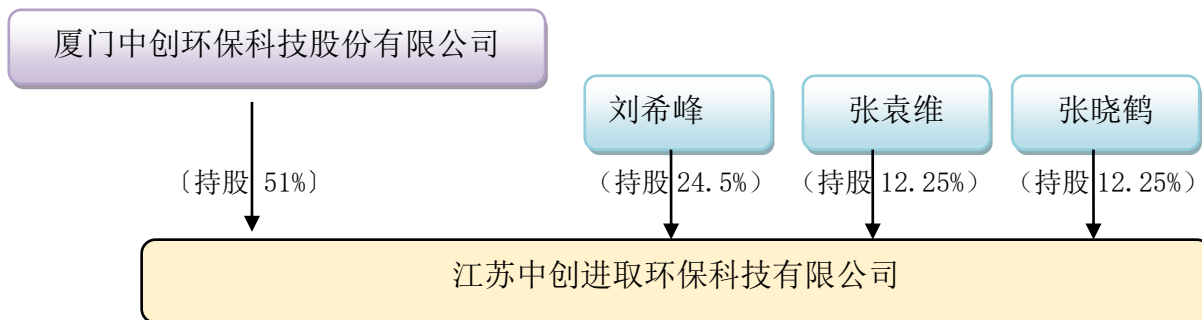 厦门中创环保科技股份有限公司
刘希峰
张袁维
张晓鹤
〔持股 51%〕
（持股 24.5%）
（持股 12.25%）
（持股 12.25%）
江苏中创进取环保科技有限公司